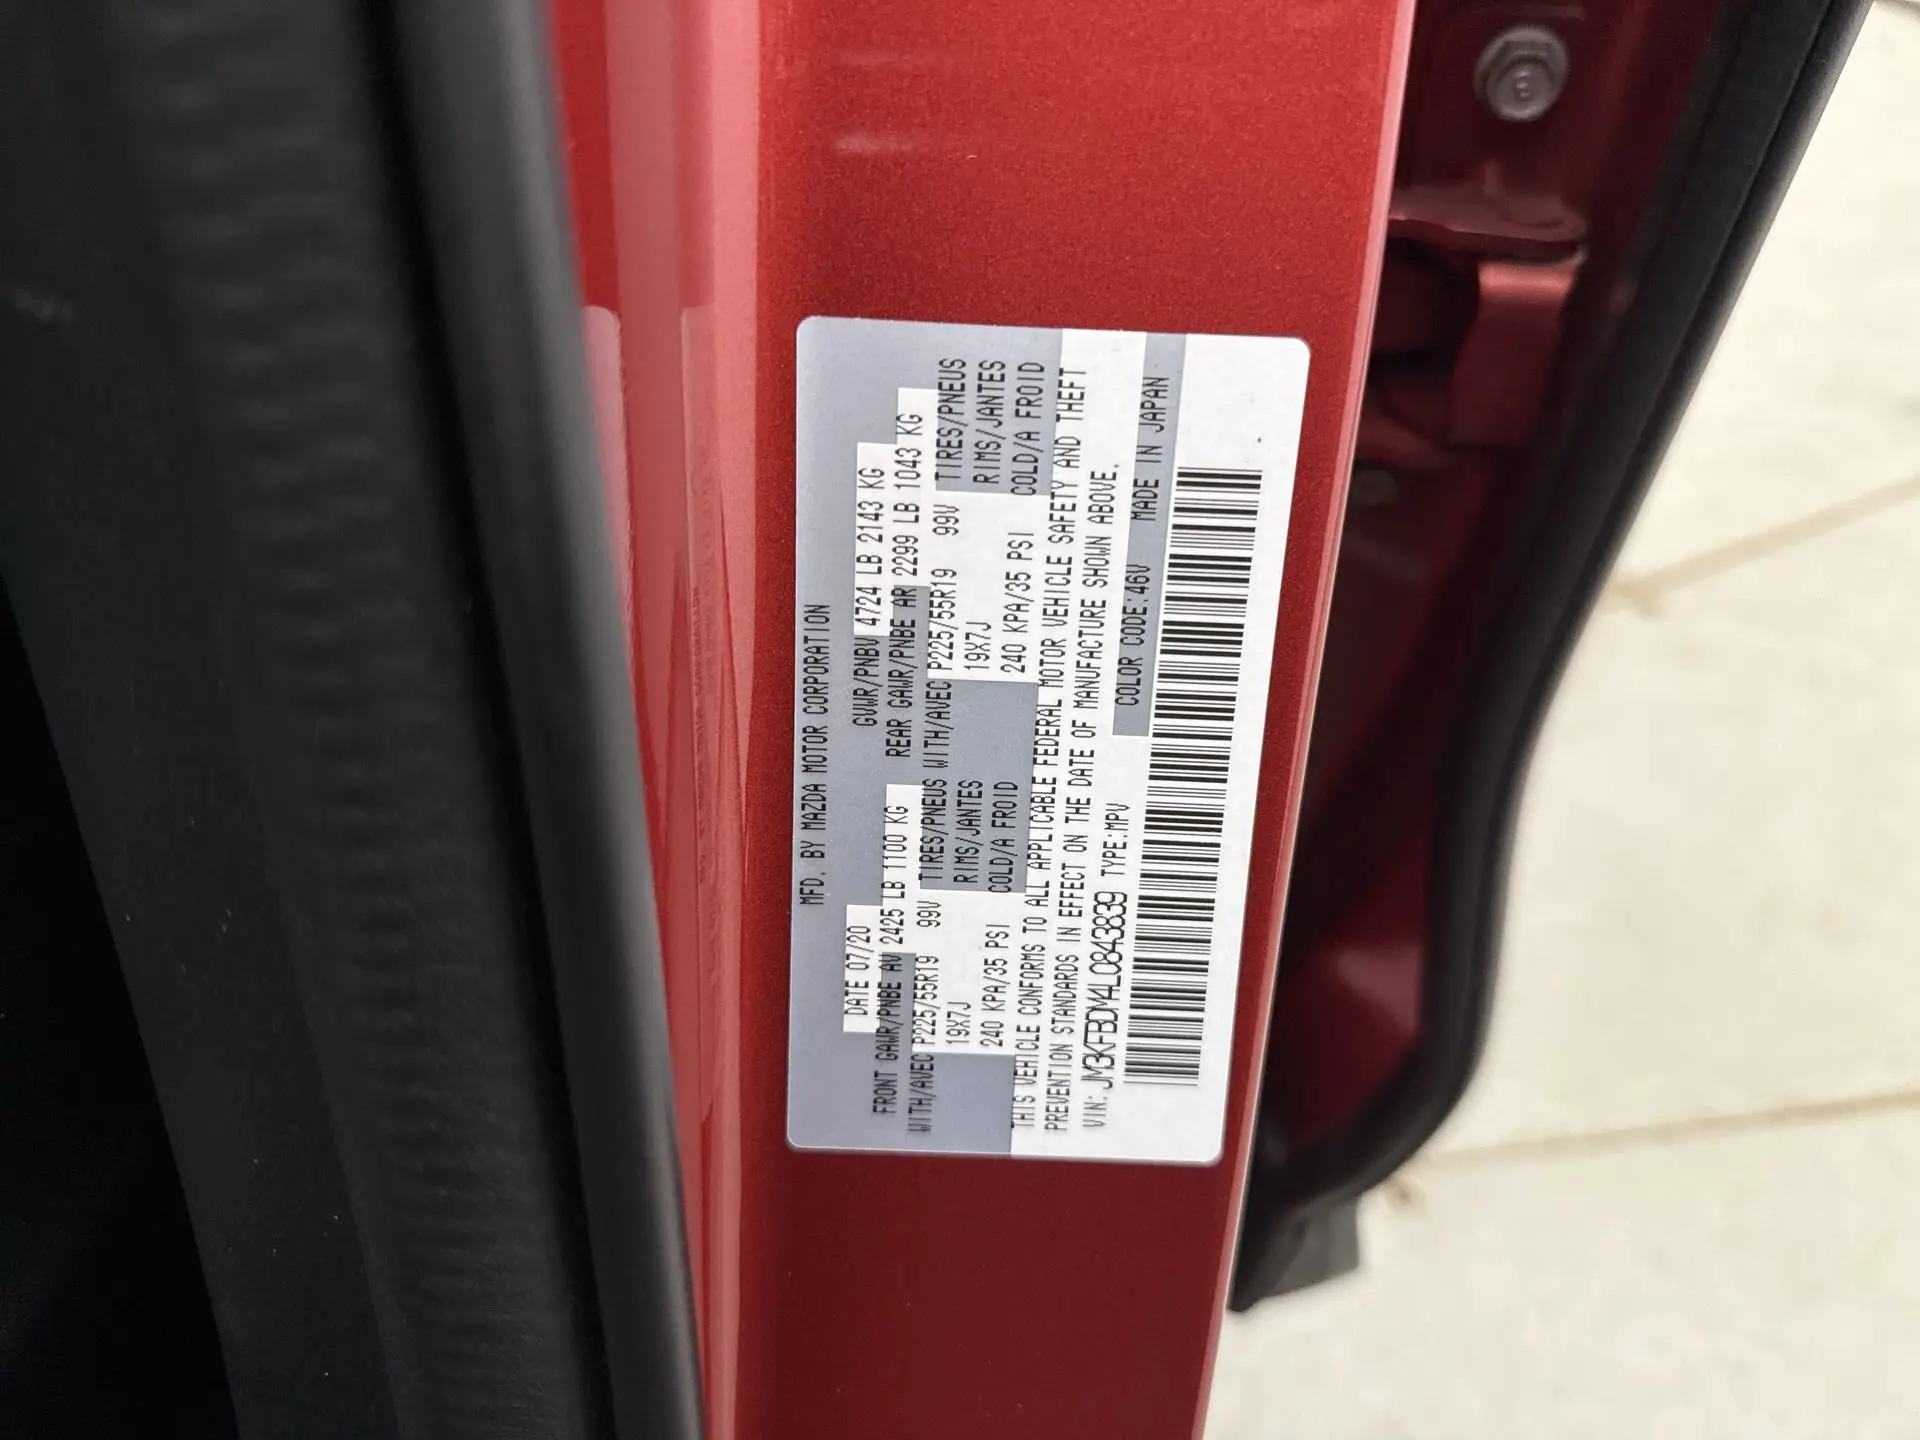 MFD. BY MAZDA MOTOR CORPORATION
DATE 07/20 GVWR/PNBV 4724 LB 2143 KG
FRONT GAWR/PNBE AV 2425 LB 1100 KG REAR GAWR/PNBE AR 2299 LB 1043 KG
WITH/AVEC P225/55R19 99V TIRES/PNEUS WITH/AVEC P225/55R19 99V TIRES/PNEUS
19X7J RIMS/JANTES 19X7J RIMS/JANTES
240 KPA/35 PSI COLD/A FROID 240 KPA/35 PSI COLD/A FROID
THIS VEHICLE CONFORMS TO ALL APPLICABLE FEDERAL MOTOR VEHICLE SAFETY AND THEFT
PREVENTION STANDARDS IN EFFECT ON THE DATE OF MANUFACTURE SHOWN ABOVE.
VIN: JM3KFBDM4L0843839 TYPE:MPV COLOR CODE:46V MADE IN JAPAN